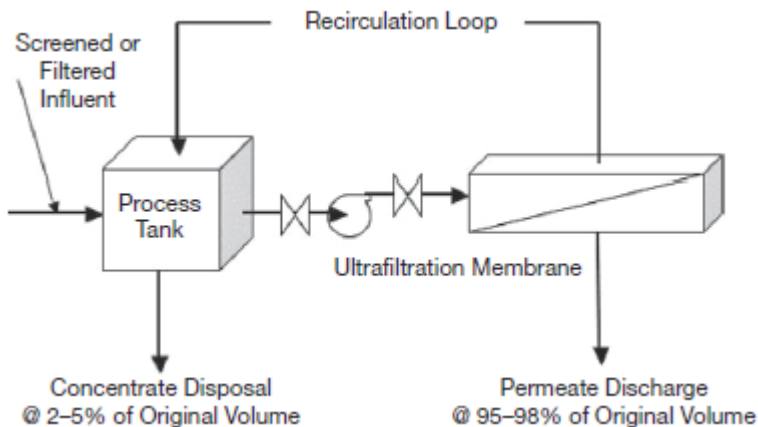 Recirculation Loop
Screened or
Filtered
Influent
Process
Tank
Ultrafiltration Membrane
Concentrate Disposal
@ 2–5% of Original Volume
Permeate Discharge
@ 95–98% of Original Volume